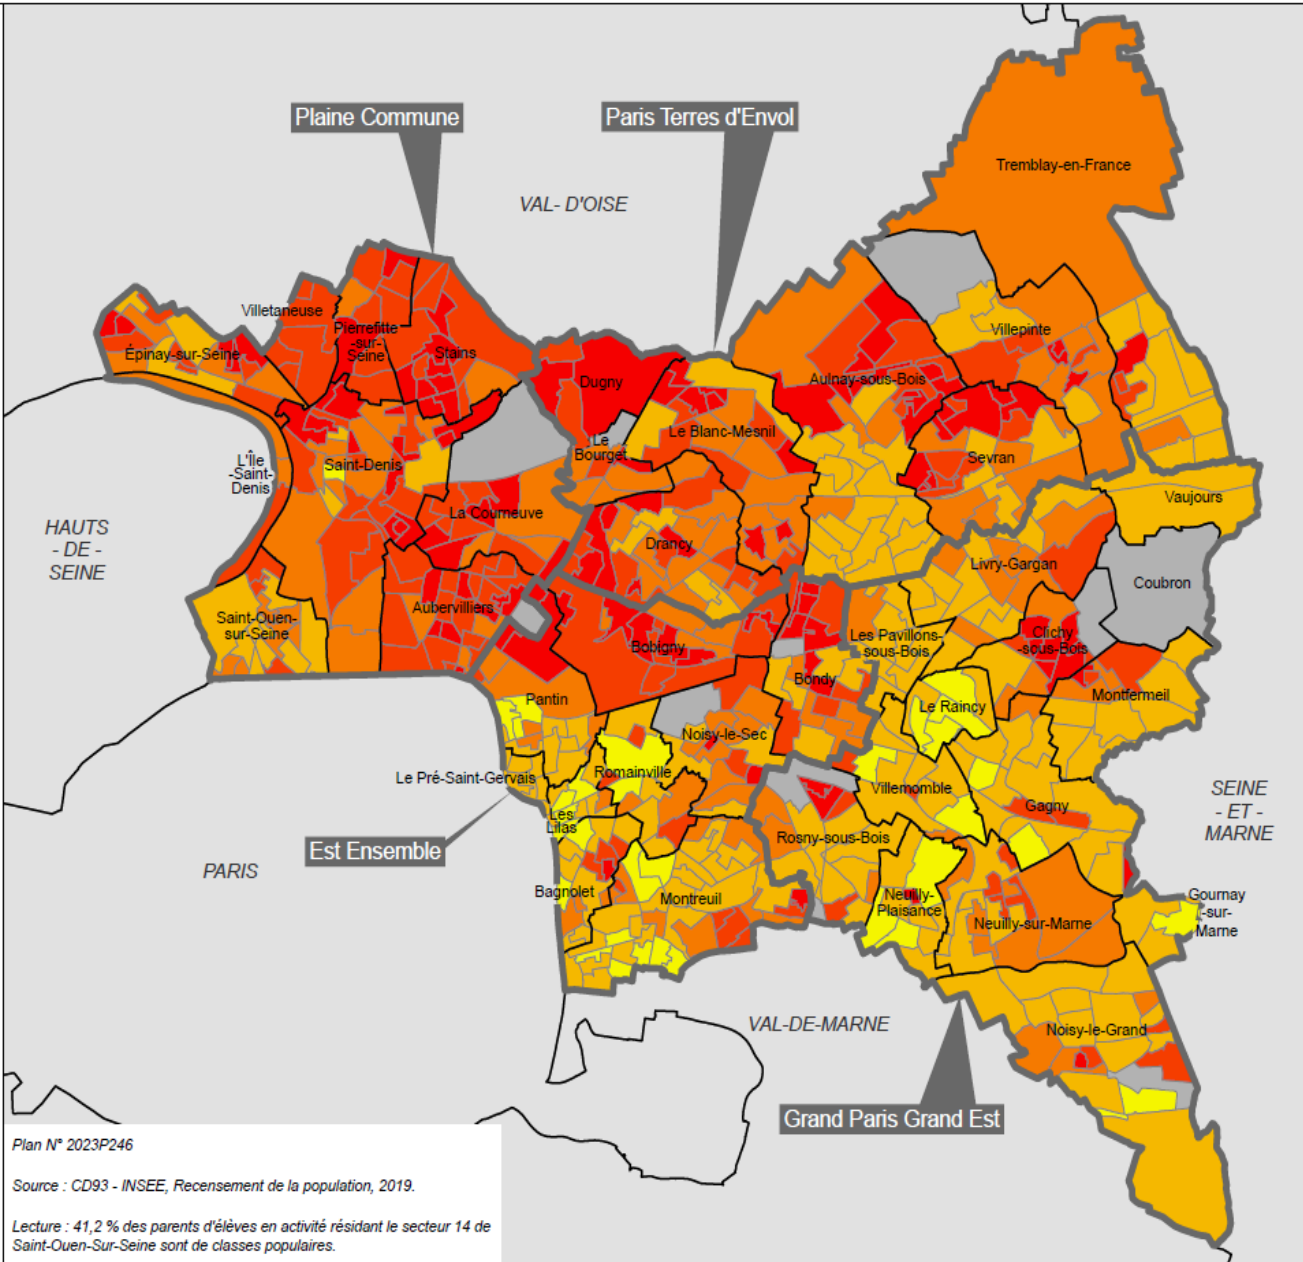 Plaine Commune
Paris Terres d'Envol
Tremblay-en-France
VAL- D'OISE
Villetaneuse
Villepinte
Pierrefitte
-sur-
Seine
Épinay-sur-Seine
Stains
Dugny
Aulnay-sous-Bois
Le Blanc-Mesnil
Le
Bourget
L'Île
-Saint-
Denis
Saint-Denis
Sevran
Vaujours
La Courneuve
HAUTS
- DE -
SEINE
Drancy
Livry-Gargan
Coubron
Aubervilliers
Saint-Ouen-
sur-Seine
Bobigny
Les Pavillons-
sous-Bois
Clichy
-sous-Bois
Bondy
Montfermeil
Pantin
Le Raincy
Noisy-le-Sec
Le Pré-Saint-Gervais
Romainville
Villemomble
SEINE
- ET -
MARNE
Gagny
Les
Lilas
Rosny-sous-Bois
Est Ensemble
PARIS
Bagnolet
Montreuil
Neuilly-
Plaisance
Neuilly-sur-Marne
Gournay
-sur-
Marne
VAL-DE-MARNE
Noisy-le-Grand
Grand Paris Grand Est
Plan N° 2023P246
Source : CD93 - INSEE, Recensement de la population, 2019.
Lecture : 41,2 % des parents d'élèves en activité résidant le secteur 14 de
Saint-Ouen-Sur-Seine sont de classes populaires.